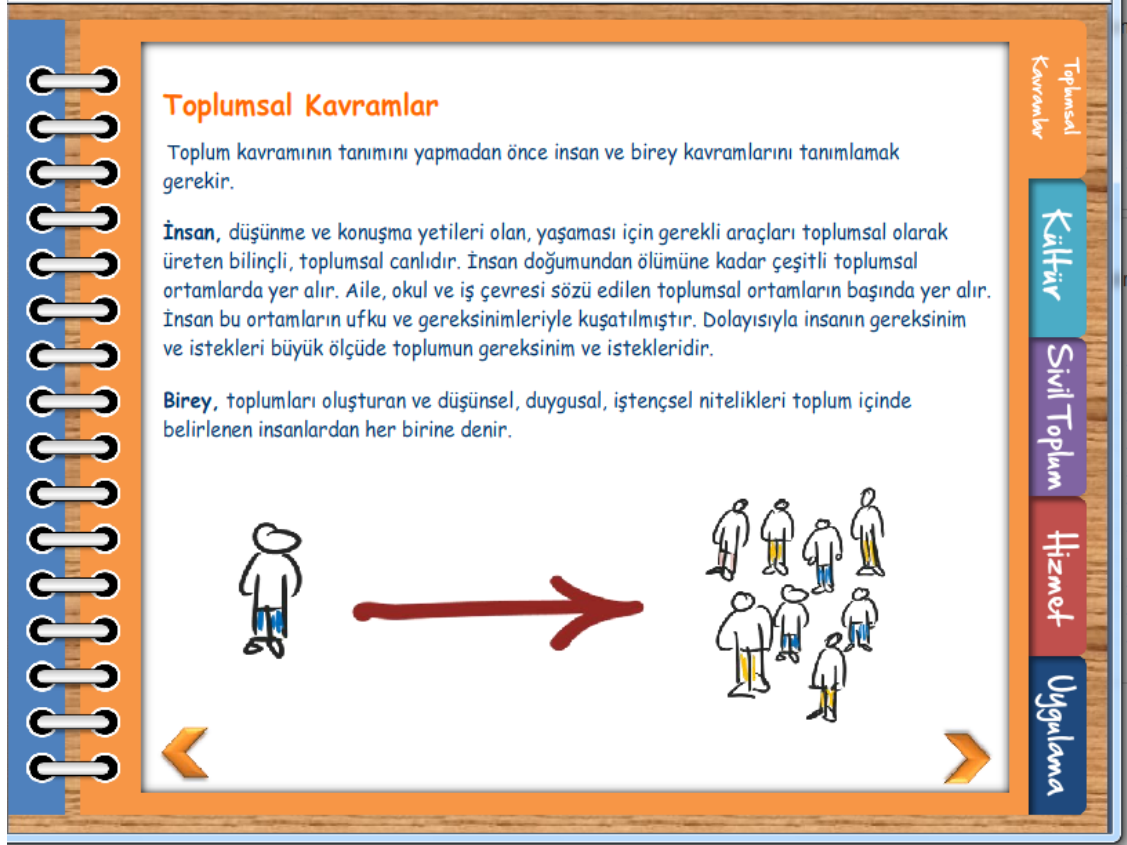 Toplumsal Kavramlar
Toplum kavramının tanımını yapmadan önce insan ve birey kavramlarını tanımlamak
gerekir.
İnsan, düşünme ve konuşma yetileri olan, yaşaması için gerekli araçları toplumsal olarak
üreten bilinçli, toplumsal canlıdır. İnsan doğumundan ölümüne kadar çeşitli toplumsal
ortamlarda yer alır. Aile, okul ve iş çevresi sözü edilen toplumsal ortamların başında yer alır.
İnsan bu ortamların ufku ve gereksinimleriyle kuşatılmıştır. Dolayısıyla insanın gereksinim
ve istekleri büyük ölçüde toplumun gereksinim ve istekleridir.
Birey, toplumları oluşturan ve düşünsel, duygusal, iştençsel nitelikleri toplum içinde
belirlenen insanlardan her birine denir.
Toplumsal
Kavramlar
Kültür
Sivil Toplum
Hizmet
Uygulama